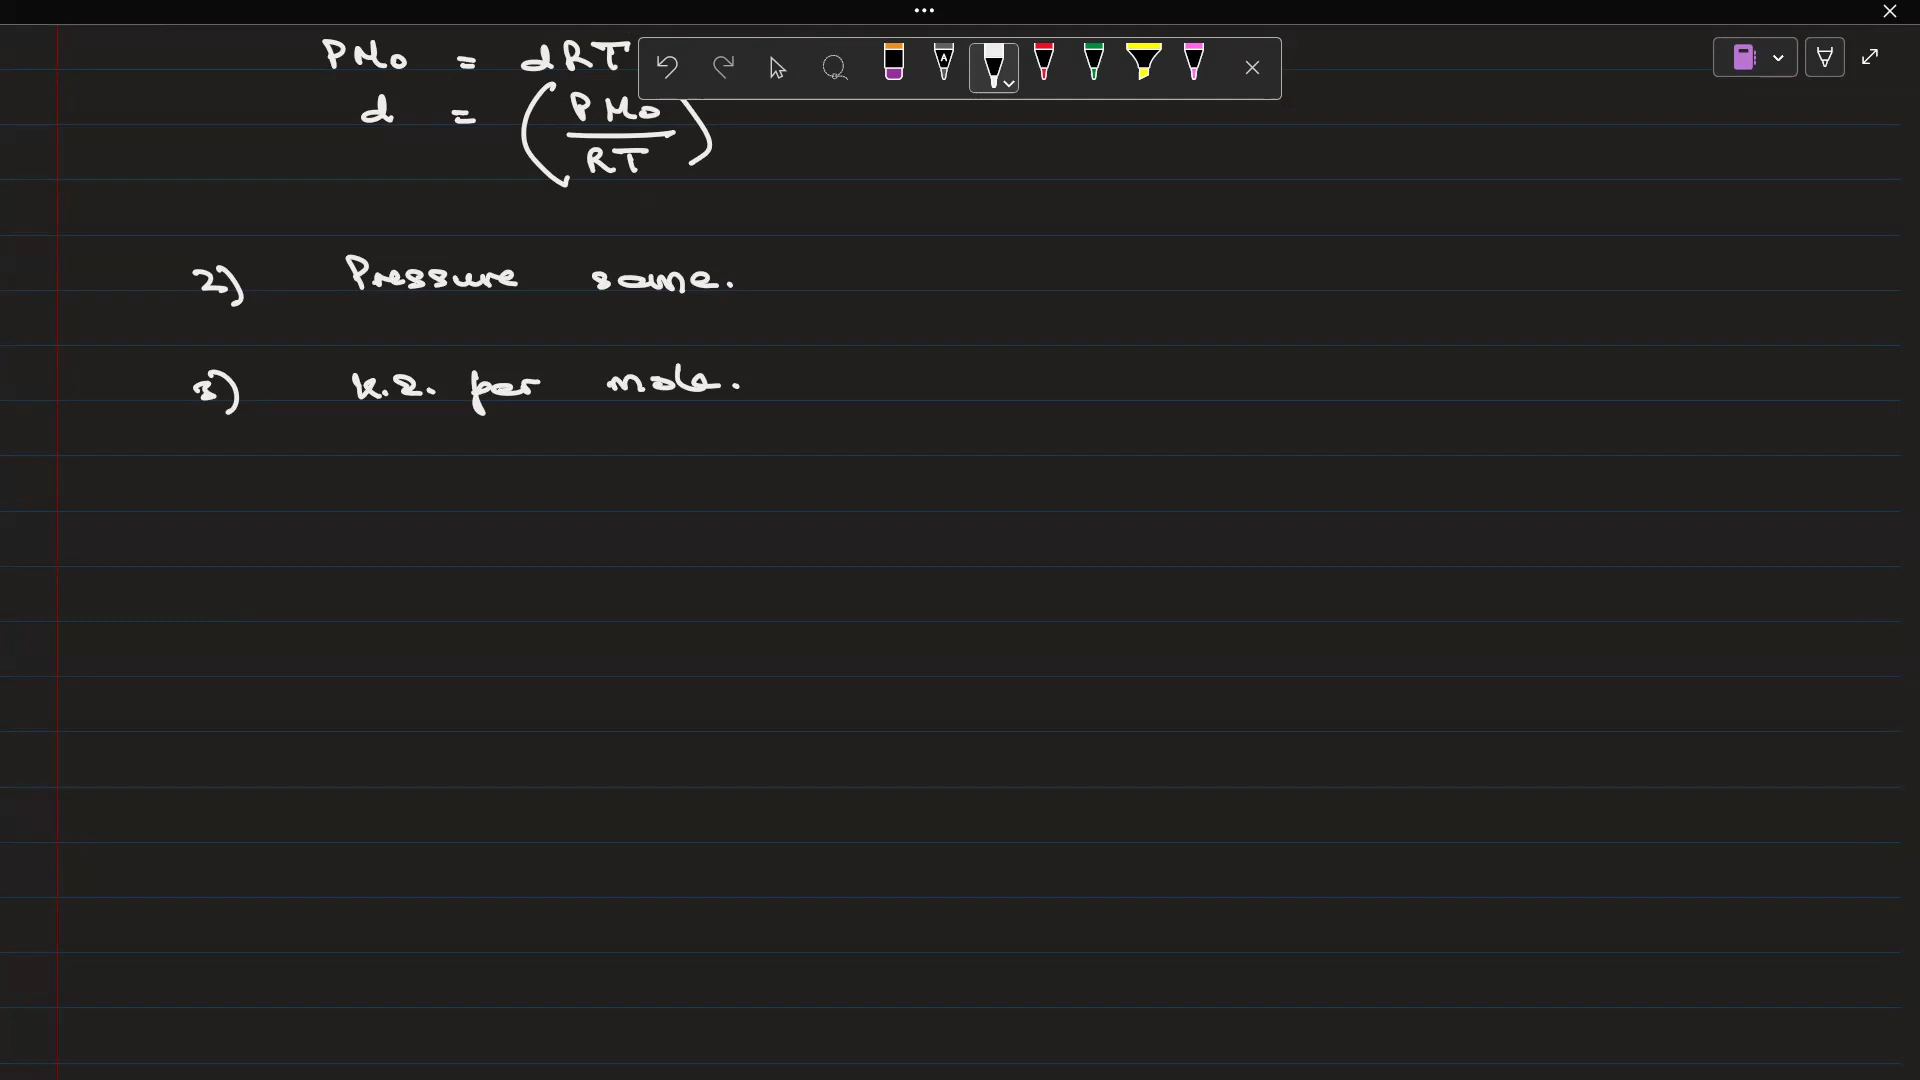 PMo = dRT
d = (PMo/RT)
2) Pressure same.
3) K.E. per mole.